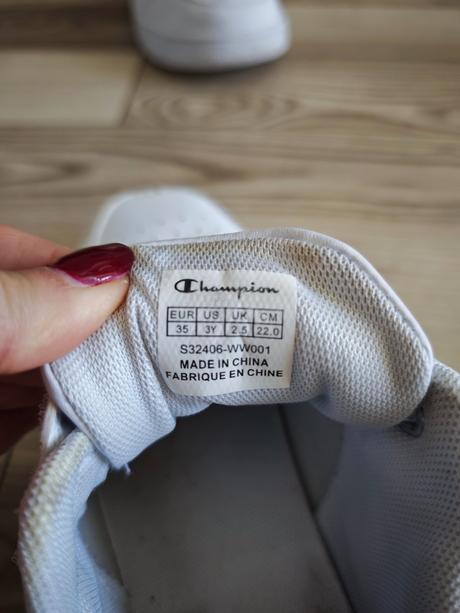 Champion
EUR US UK CM
35 3Y 2.5 22.0
S32406-WW001
MADE IN CHINA
FABRIQUE EN CHINE